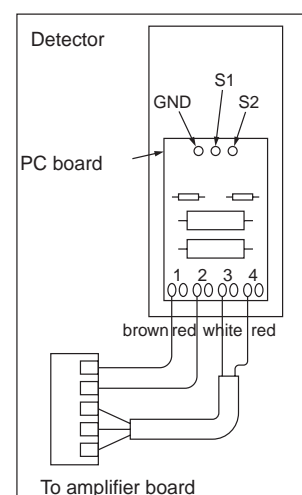 Detector
S1
GND S2
PC board
1 2 3 4
brown red white red
To amplifier board